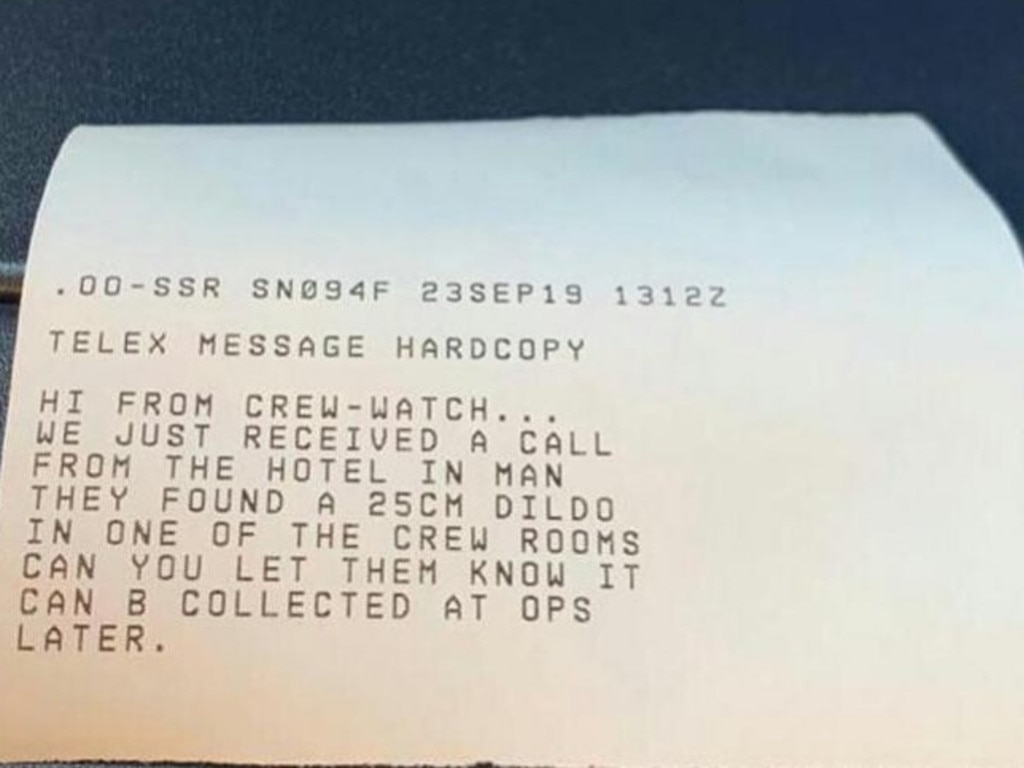 .OO-SSR SN094F 23SEP19 1312Z
TELEX MESSAGE HARDCOPY
HI FROM CREW-WATCH...
WE JUST RECEIVED A CALL
FROM THE HOTEL IN MAN
THEY FOUND A 25CM DILDO
IN ONE OF THE CREW ROOMS
CAN YOU LET THEM KNOW IT
CAN B COLLECTED AT OPS
LATER.